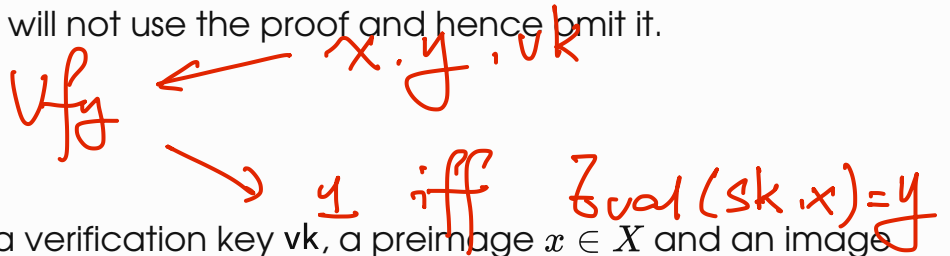 will not use the proof and hence omit it.
x, y, vk
Vfy
1 iff Eval(sk, x) = y
a verification key vk, a preimage x ∈ X and an image